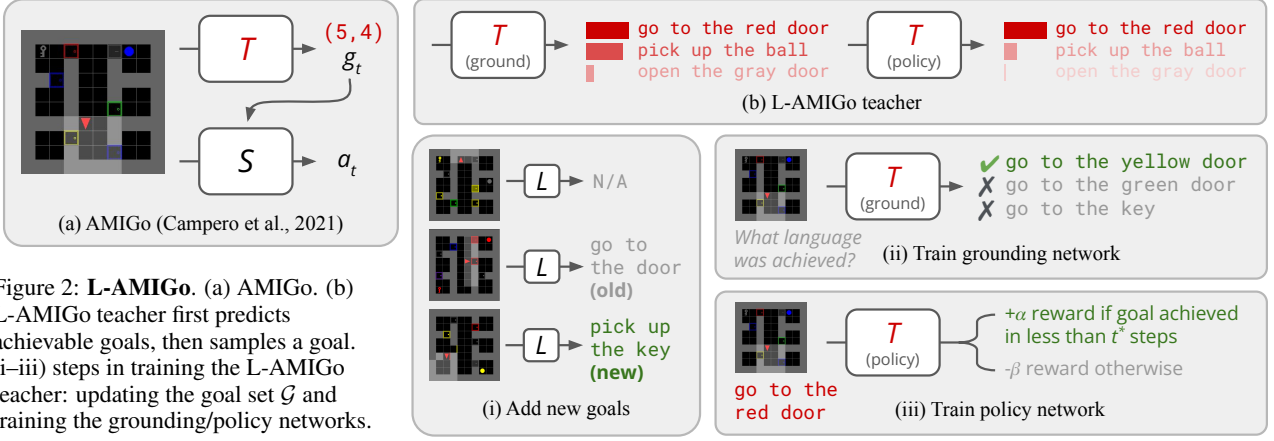 T
(5,4)
g_t
S
a_t
(a) AMIGo (Campero et al., 2021)
Figure 2: L-AMIGo. (a) AMIGo. (b)
L-AMIGo teacher first predicts
achievable goals, then samples a goal.
(i–iii) steps in training the L-AMIGo
teacher: updating the goal set G and
training the grounding/policy networks.
T
(ground)
go to the red door
pick up the ball
open the gray door
T
(policy)
go to the red door
pick up the ball
open the gray door
(b) L-AMIGo teacher
L
N/A
L
go to
the door
(old)
L
pick up
the key
(new)
(i) Add new goals
What language
was achieved?
T
(ground)
✔ go to the yellow door
✗ go to the green door
✗ go to the key
(ii) Train grounding network
go to the
red door
T
(policy)
+α reward if goal achieved
in less than t* steps
-β reward otherwise
(iii) Train policy network